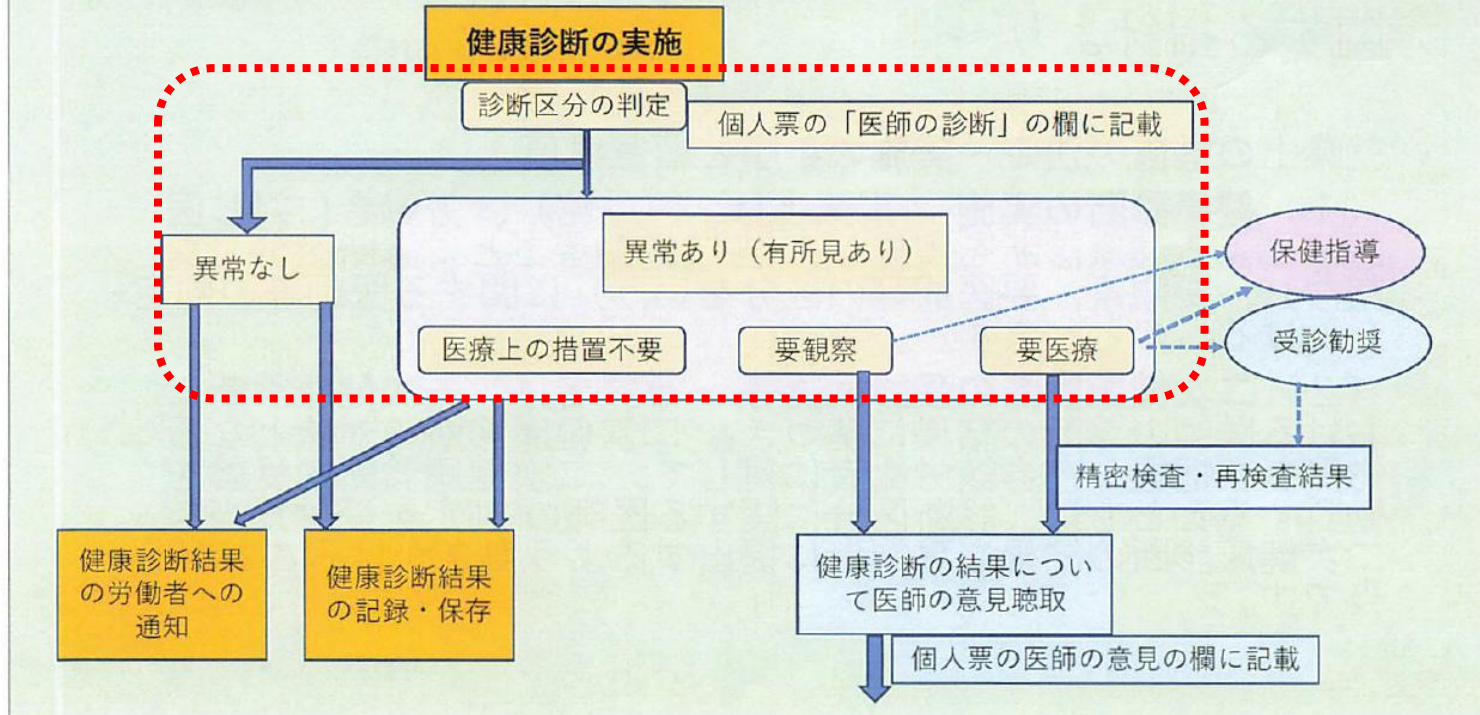 健康診断の実施
診断区分の判定
個人票の「医師の診断」の欄に記載
異常なし
異常あり（有所見あり）
保健指導
医療上の措置不要
要観察
要医療
受診勧奨
精密検査・再検査結果
健康診断結果
の労働者への
通知
健康診断結果
の記録・保存
健康診断の結果につい
て医師の意見聴取
個人票の医師の意見の欄に記載